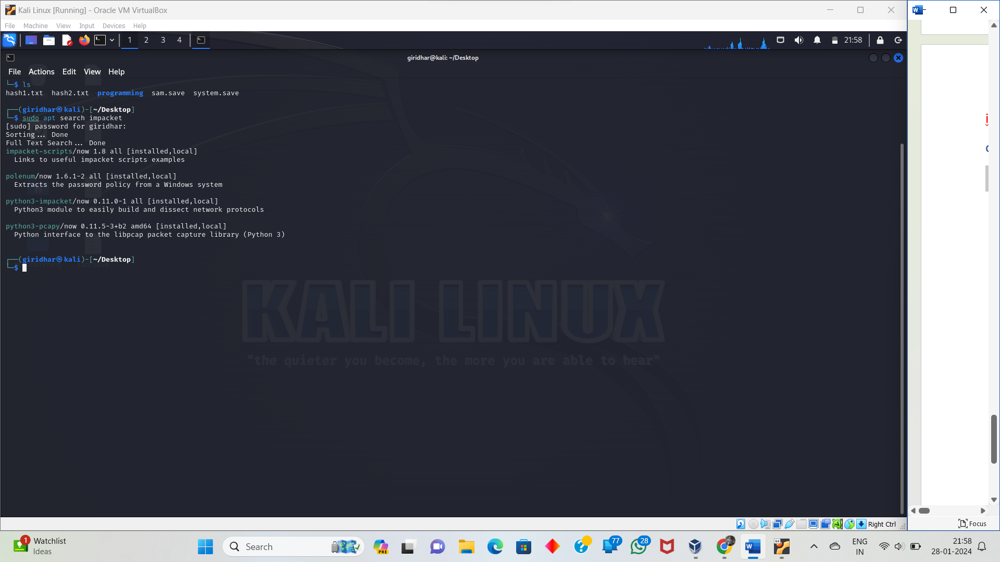 Kali Linux [Running] - Oracle VM VirtualBox
File Machine View Input Devices Help
1 2 3 4
21:58
giridhar@kali: ~/Desktop
File Actions Edit View Help
└─$ ls
hash1.txt hash2.txt programming sam.save system.save
┌──(giridhar㉿kali)-[~/Desktop]
└─$ sudo apt search impacket
[sudo] password for giridhar:
Sorting... Done
Full Text Search... Done
impacket-scripts/now 1.8 all [installed,local]
Links to useful impacket scripts examples
polenum/now 1.6.1-2 all [installed,local]
Extracts the password policy from a Windows system
python3-impacket/now 0.11.0-1 all [installed,local]
Python3 module to easily build and dissect network protocols
python3-pcapy/now 0.11.5-3+b2 amd64 [installed,local]
Python interface to the libpcap packet capture library (Python 3)
┌──(giridhar㉿kali)-[~/Desktop]
└─$
KALI LINUX
"the quieter you become, the more you are able to hear"
Right Ctrl
Focus
1
Watchlist
Ideas
Search
PRE
77
28
W
64
ENG
IN
21:58
28-01-2024